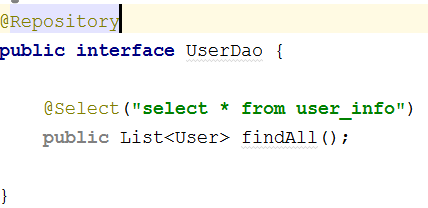 @Repository
public interface UserDao {
@Select("select * from user_info")
public List<User> findAll();
}